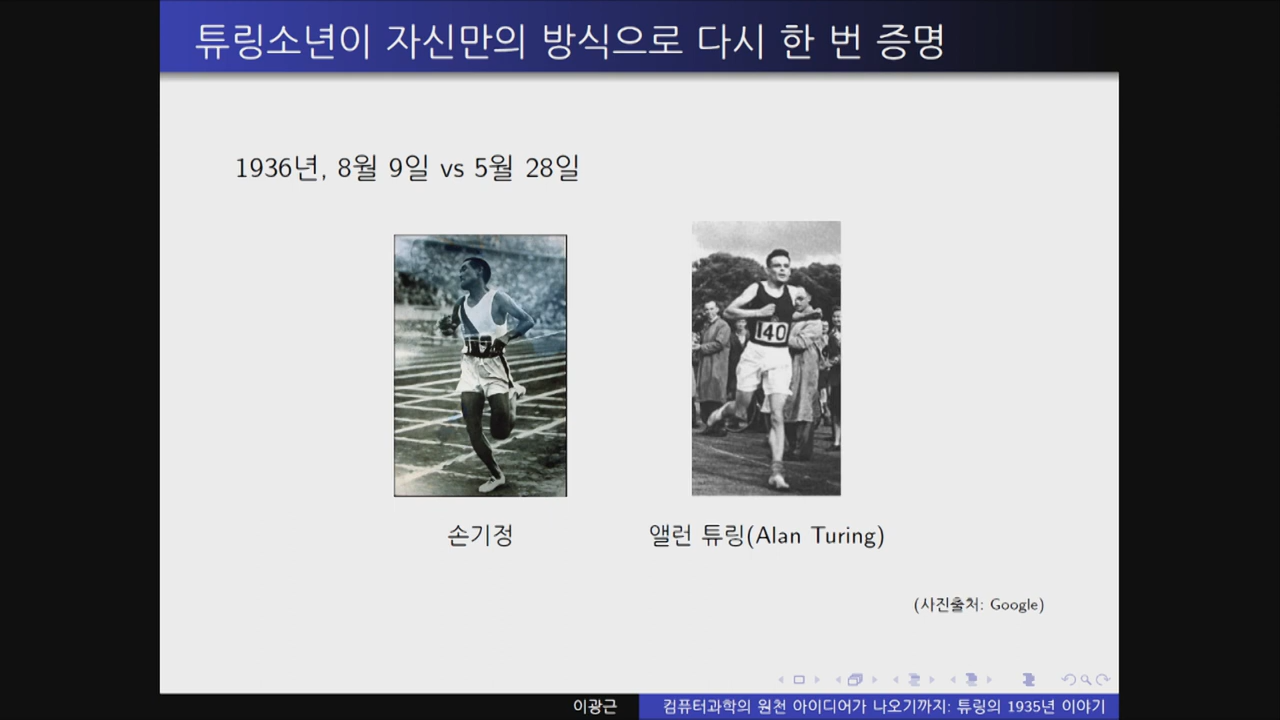 튜링소년이 자신만의 방식으로 다시 한 번 증명
1936년, 8월 9일 vs 5월 28일
140
손기정
앨런 튜링(Alan Turing)
(사진출처: Google)
이광근
컴퓨터과학의 원천 아이디어가 나오기까지: 튜링의 1935년 이야기